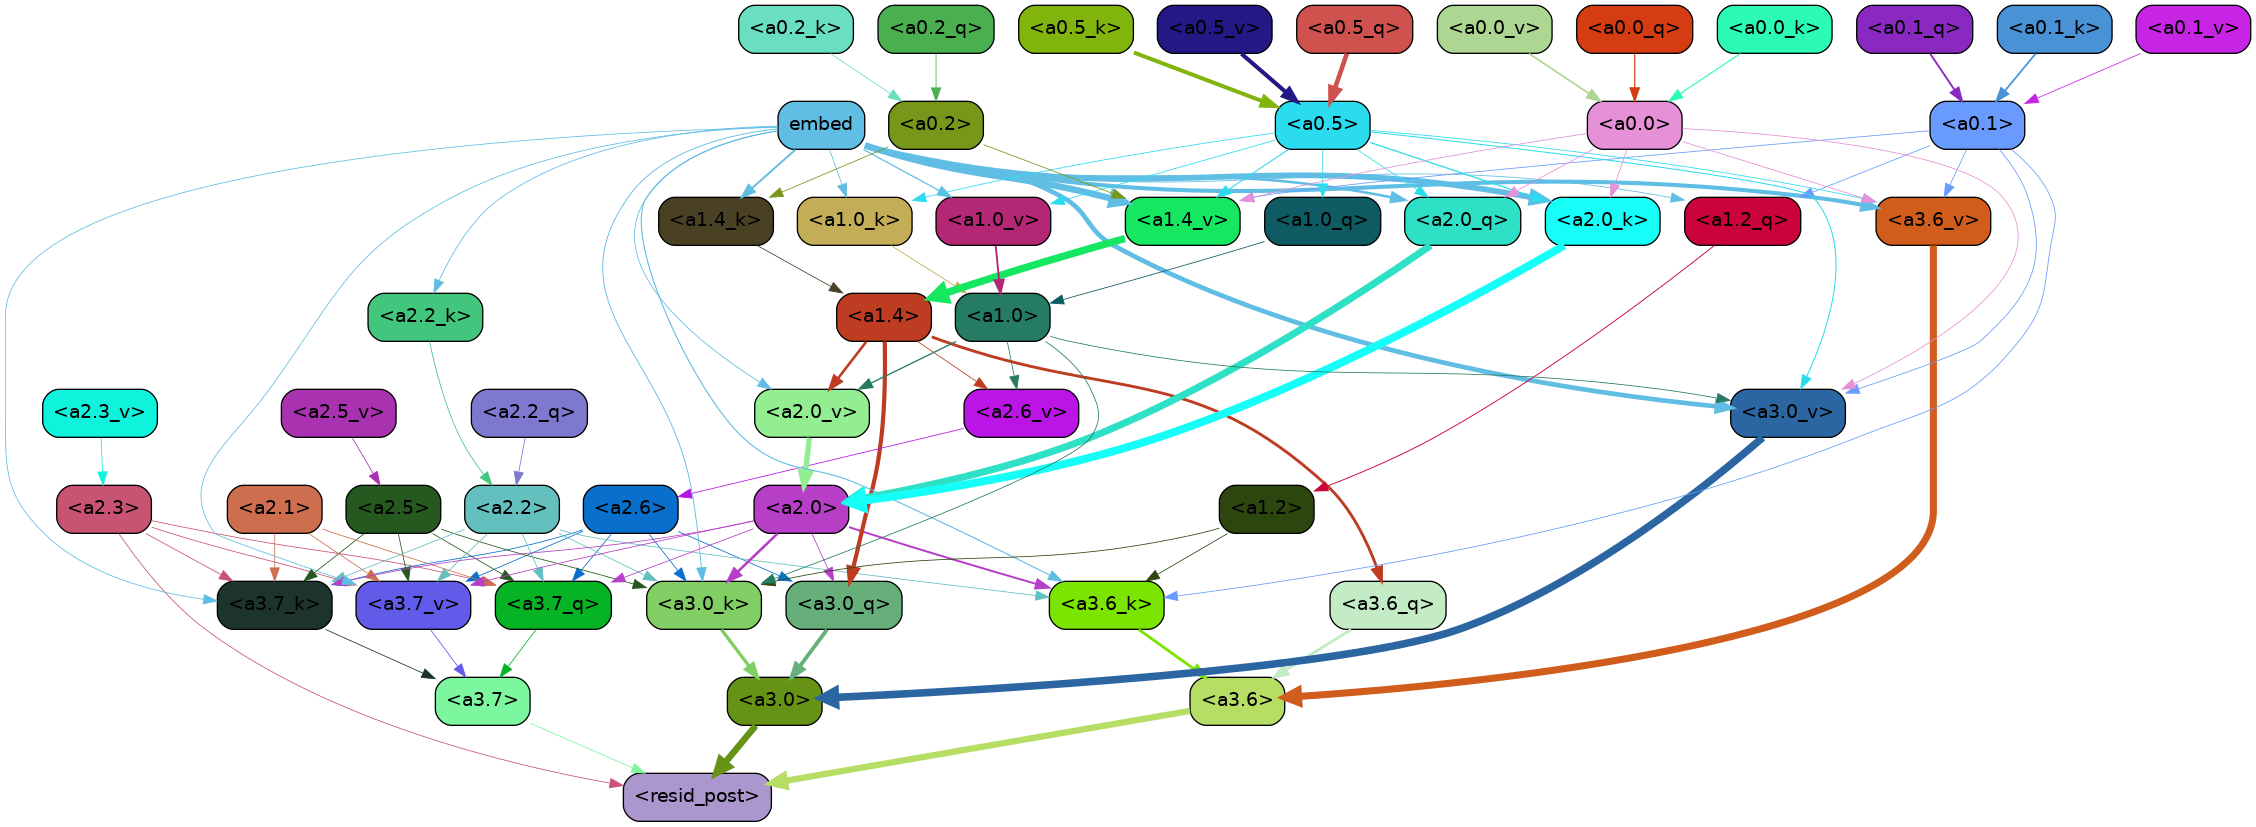 <a0.2_k> <a0.2_q> <a0.5_k> <a0.5_v> <a0.5_q> <a0.0_v> <a0.0_q> <a0.0_k> <a0.1_q> <a0.1_k> <a0.1_v>
embed <a0.2> <a0.5> <a0.0> <a0.1>
<a1.4_k> <a1.0_k> <a1.0_v> <a1.4_v> <a1.0_q> <a2.0_q> <a2.0_k> <a1.2_q> <a3.6_v>
<a2.2_k> <a1.4> <a1.0>
<a2.3_v> <a2.5_v> <a2.2_q> <a2.0_v> <a2.6_v> <a3.0_v>
<a2.3> <a2.1> <a2.5> <a2.2> <a2.6> <a2.0> <a1.2>
<a3.7_k> <a3.7_v> <a3.7_q> <a3.0_k> <a3.0_q> <a3.6_k> <a3.6_q>
<a3.7> <a3.0> <a3.6>
<resid_post>